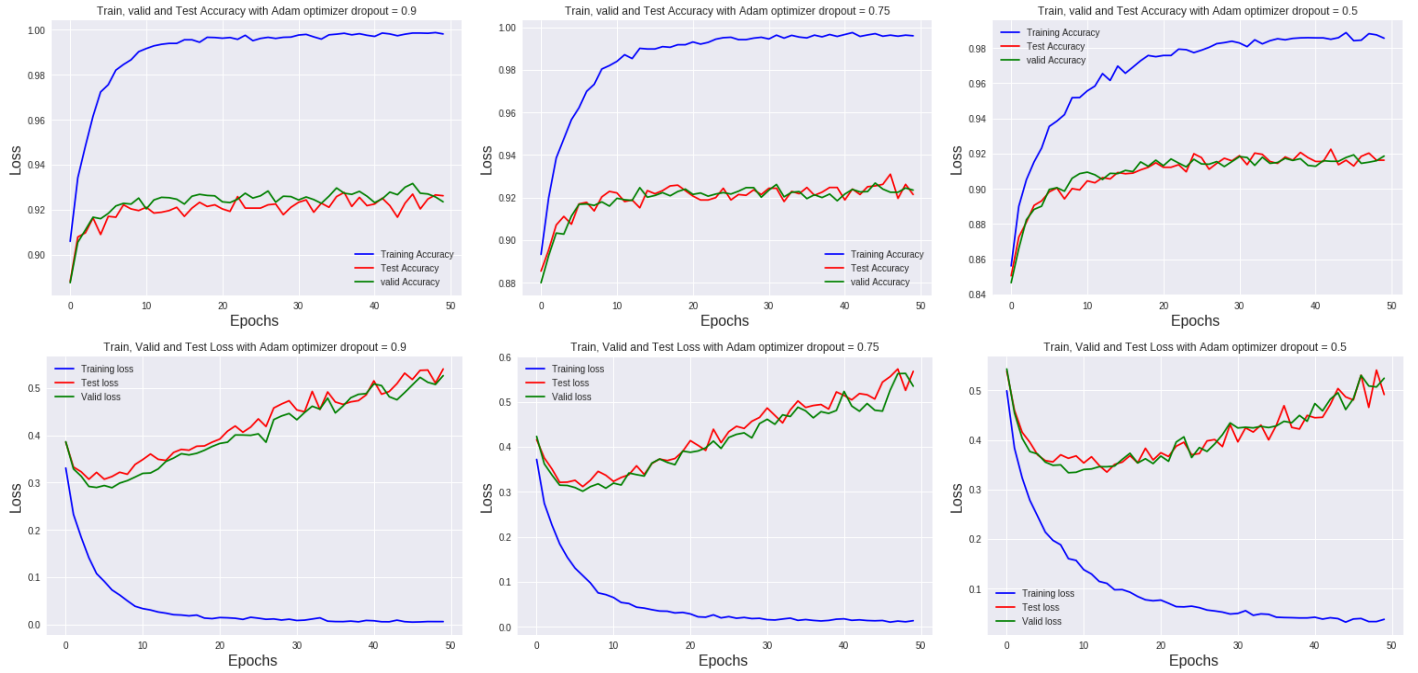 Train, valid and Test Accuracy with Adam optimizer dropout = 0.9
1.00
0.98
0.96
0.94
0.92
0.90
Loss
Training Accuracy
Test Accuracy
valid Accuracy
0 10 20 30 40 50
Epochs
Train, valid and Test Accuracy with Adam optimizer dropout = 0.75
1.00
0.98
0.96
0.94
0.92
0.90
0.88
Loss
Training Accuracy
Test Accuracy
valid Accuracy
0 10 20 30 40 50
Epochs
Train, valid and Test Accuracy with Adam optimizer dropout = 0.5
Training Accuracy
Test Accuracy
valid Accuracy
0.98
0.96
0.94
0.92
0.90
0.88
0.86
0.84
Loss
0 10 20 30 40 50
Epochs
Train, Valid and Test Loss with Adam optimizer dropout = 0.9
Training loss
Test loss
Valid loss
0.5
0.4
0.3
0.2
0.1
0.0
Loss
0 10 20 30 40 50
Epochs
Train, Valid and Test Loss with Adam optimizer dropout = 0.75
Training loss
Test loss
Valid loss
0.6
0.5
0.4
0.3
0.2
0.1
0.0
Loss
0 10 20 30 40 50
Epochs
Train, Valid and Test Loss with Adam optimizer dropout = 0.5
0.5
0.4
0.3
0.2
0.1
Loss
Training loss
Test loss
Valid loss
0 10 20 30 40 50
Epochs